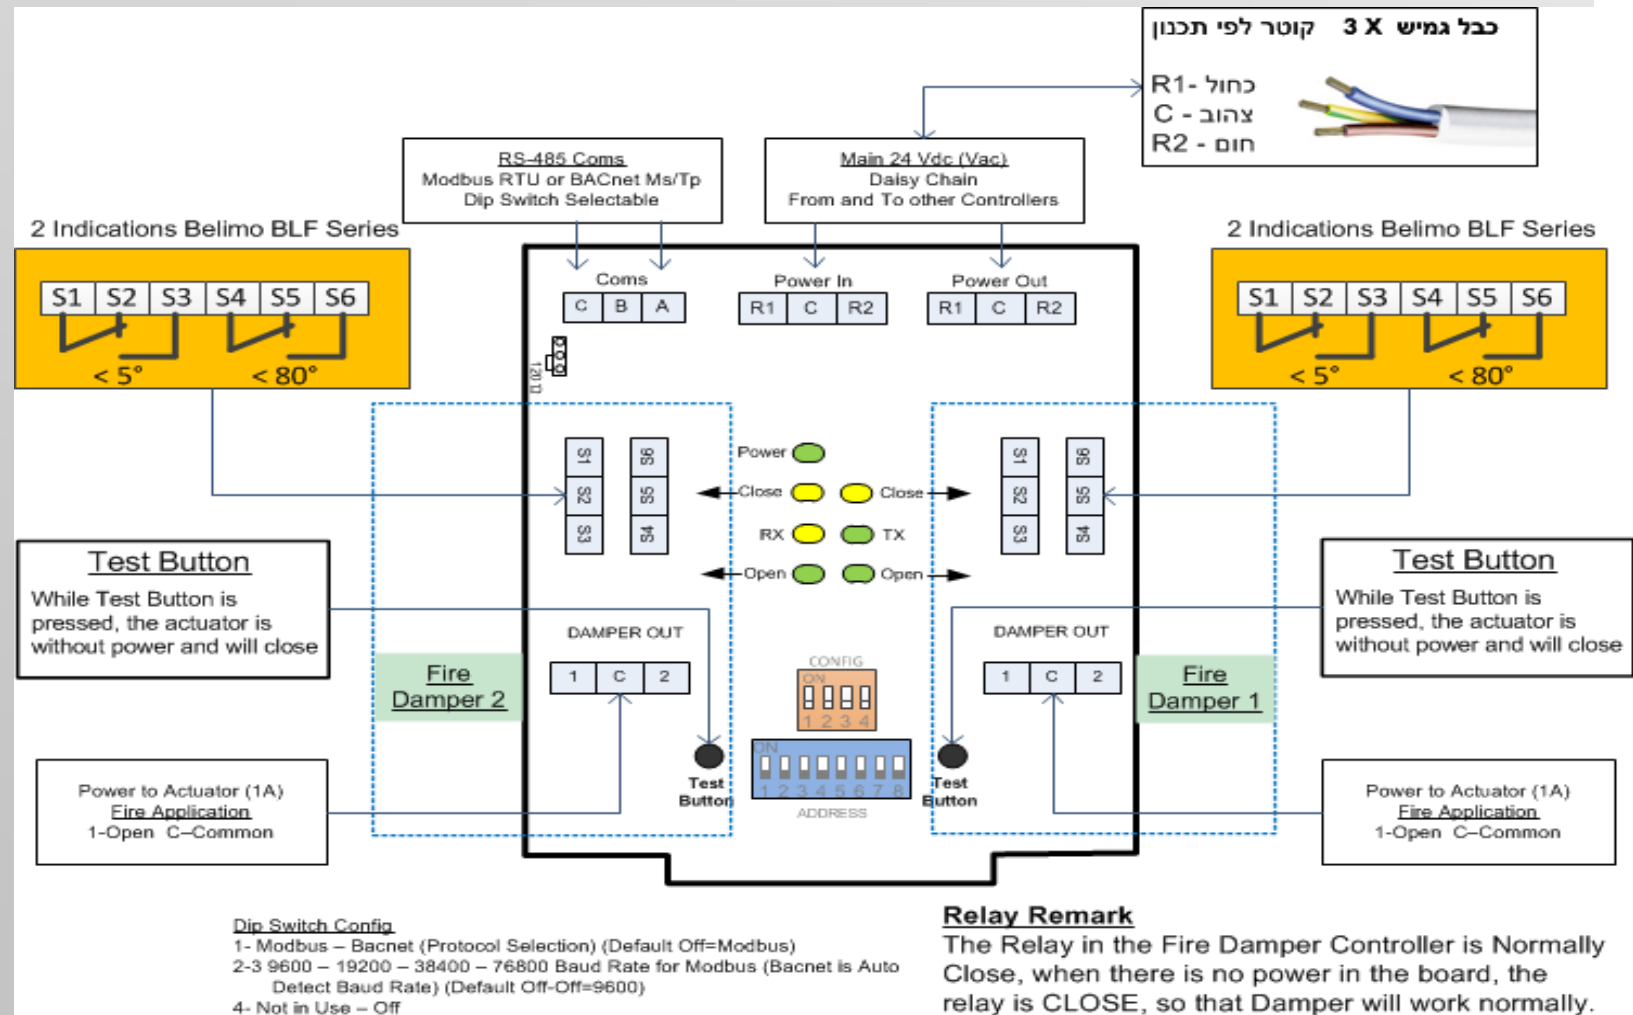 כבל גמיש 3 X קוטר לפי תכנון
R1- כחול
C - צהוב
R2 - חום
RS-485 Coms
Modbus RTU or BACnet Ms/Tp
Dip Switch Selectable
Main 24 Vdc (Vac)
Daisy Chain
From and To other Controllers
2 Indications Belimo BLF Series
S1 S2 S3 S4 S5 S6
< 5° < 80°
2 Indications Belimo BLF Series
S1 S2 S3 S4 S5 S6
< 5° < 80°
Coms
C B A
Power In
R1 C R2
Power Out
R1 C R2
120 Ω
S1 S2 S3
S6 S5 S4
Power
Close
Close
RX
TX
Open
Open
S1 S2 S3
S6 S5 S4
Test Button
While Test Button is
pressed, the actuator is
without power and will close
Test Button
While Test Button is
pressed, the actuator is
without power and will close
DAMPER OUT
1 C 2
DAMPER OUT
1 C 2
Fire
Damper 2
Fire
Damper 1
CONFIG
ON
1 2 3 4
ON
1 2 3 4 5 6 7 8
ADDRESS
Test
Button
Test
Button
Power to Actuator (1A)
Fire Application
1-Open C–Common
Power to Actuator (1A)
Fire Application
1-Open C–Common
Dip Switch Config
1- Modbus – Bacnet (Protocol Selection) (Default Off=Modbus)
2-3 9600 – 19200 – 38400 – 76800 Baud Rate for Modbus (Bacnet is Auto
Detect Baud Rate) (Default Off-Off=9600)
4- Not in Use – Off
Relay Remark
The Relay in the Fire Damper Controller is Normally
Close, when there is no power in the board, the
relay is CLOSE, so that Damper will work normally.